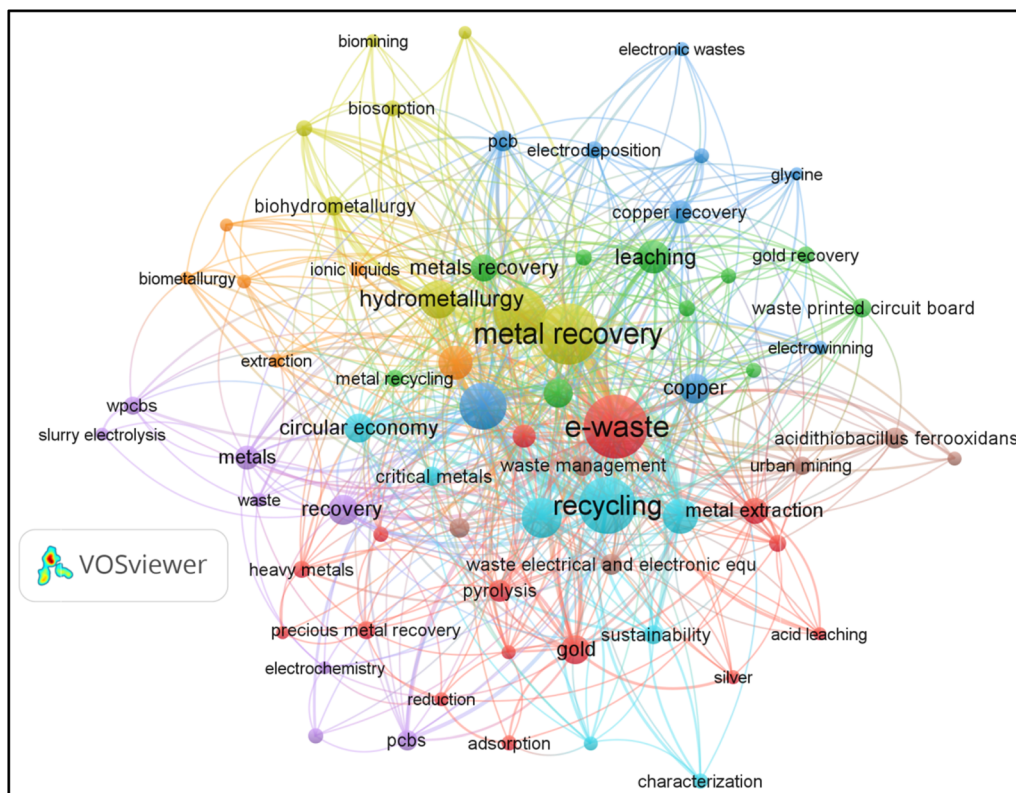 biomining
electronic wastes
biosorption
pcb
electrodeposition
glycine
biohydrometallurgy
copper recovery
ionic liquids
metals recovery
leaching
gold recovery
biometallurgy
hydrometallurgy
waste printed circuit board
metal recovery
electrowinning
extraction
metal recycling
copper
wpcbs
circular economy
e-waste
slurry electrolysis
acidithiobacillus ferrooxidans
metals
waste management
urban mining
critical metals
waste
recovery
recycling
metal extraction
VOSviewer
heavy metals
waste electrical and electronic equ
pyrolysis
precious metal recovery
sustainability
acid leaching
gold
electrochemistry
silver
reduction
pcbs
adsorption
characterization